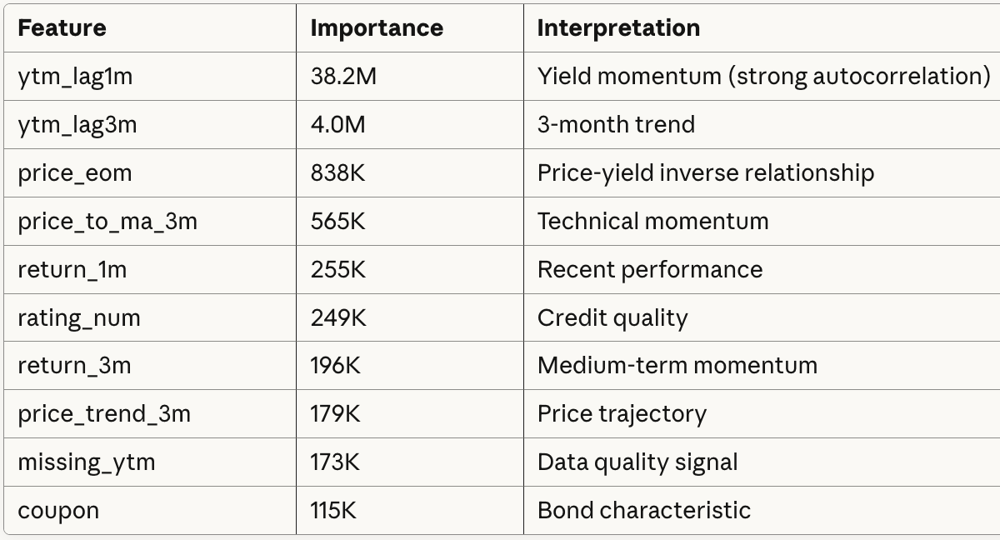 Feature Importance Interpretation
ytm_lag1m 38.2M Yield momentum (strong autocorrelation)
ytm_lag3m 4.0M 3-month trend
price_eom 838K Price-yield inverse relationship
price_to_ma_3m 565K Technical momentum
return_1m 255K Recent performance
rating_num 249K Credit quality
return_3m 196K Medium-term momentum
price_trend_3m 179K Price trajectory
missing_ytm 173K Data quality signal
coupon 115K Bond characteristic